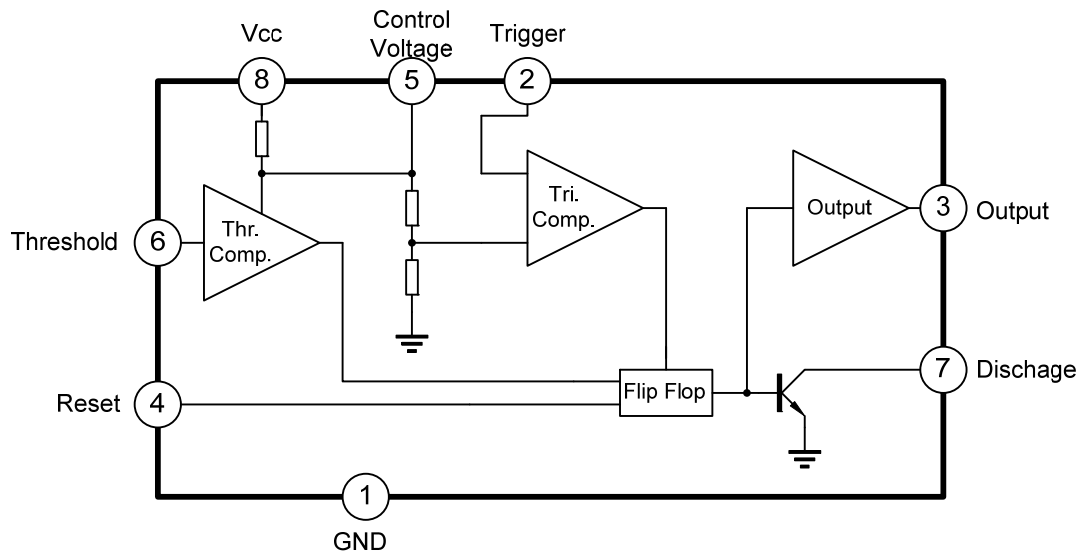 Vcc
Control
Voltage
Trigger
8
5
2
Thr.
Comp.
Tri.
Comp.
Output
3
Output
Threshold
6
7
Dischage
Flip Flop
Reset
4
1
GND